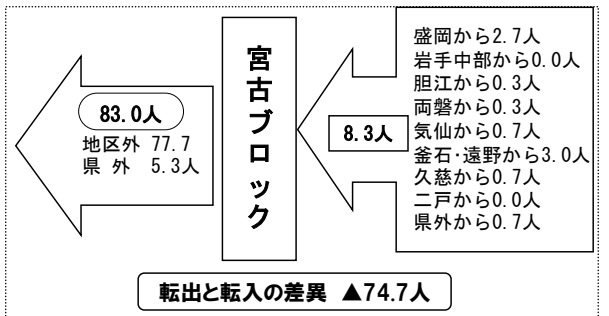 83.0人
地区外 77.7
県 外 5.3人
宮古ブロック
8.3人
盛岡から2.7人
岩手中部から0.0人
胆江から0.3人
両磐から0.3人
気仙から0.7人
釜石・遠野から3.0人
久慈から0.7人
二戸から0.0人
県外から0.7人
転出と転入の差異 ▲74.7人